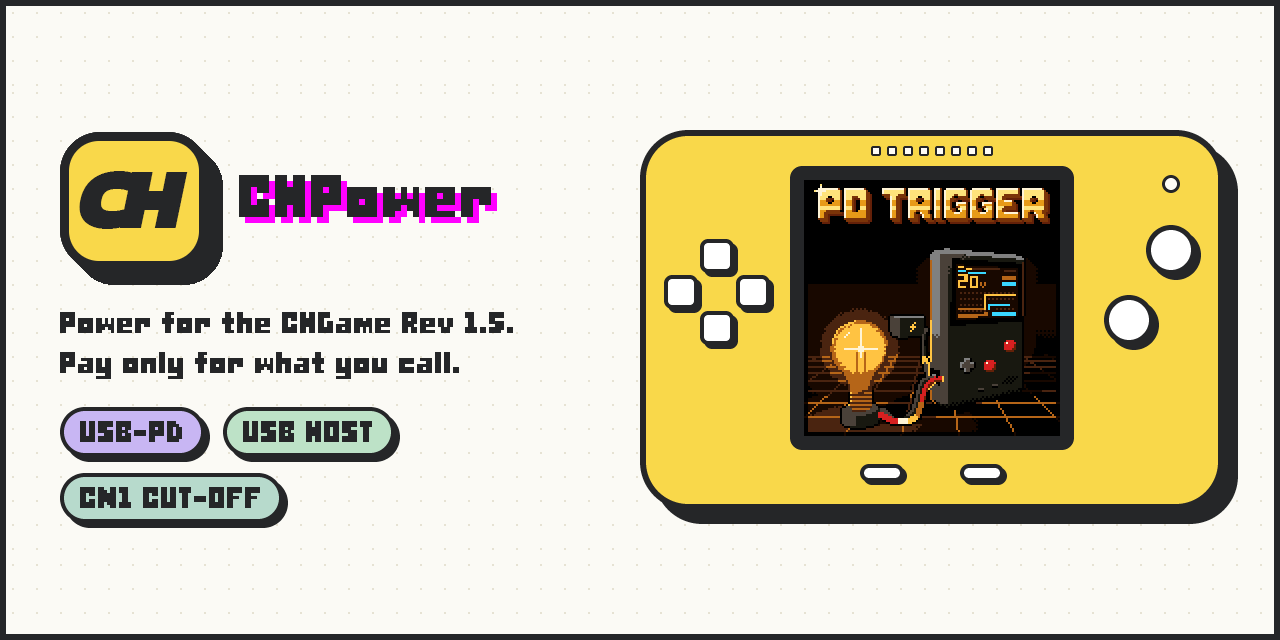 CH
CHPower
Power for the CHGame Rev 1.5.
Pay only for what you call.
USB-PD
USB HOST
CN1 CUT-OFF
PD TRIGGER
20V